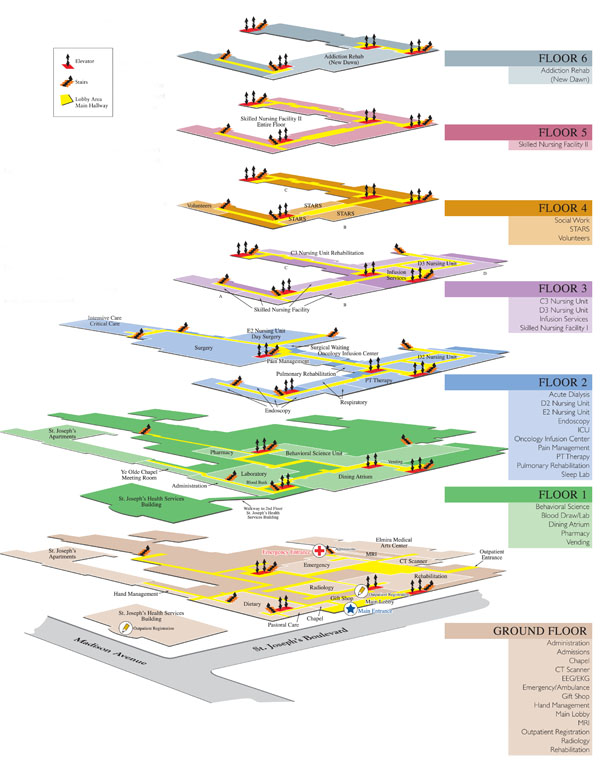 Elevator
Stairs
Lobby Area
Main Hallway
Addiction Rehab
(New Dawn)
FLOOR 6
Addiction Rehab
(New Dawn)
Skilled Nursing Facility II
Entire Floor
FLOOR 5
Skilled Nursing Facility II
C
Volunteers
STARS
STARS
STARS
B
FLOOR 4
Social Work
STARS
Volunteers
C3 Nursing Unit Rehabilitation
C
D3 Nursing Unit
Infusion
Services
D
A
Skilled Nursing Facility
B
FLOOR 3
C3 Nursing Unit
D3 Nursing Unit
Infusion Services
Skilled Nursing Facility I
Intensive Care
Critical Care
E2 Nursing Unit
Day Surgery
Surgery
Surgical Waiting
Oncology Infusion Center
Pain Management
D2 Nursing Unit
Pulmonary Rehabilitation
PT Therapy
Endoscopy
Respiratory
FLOOR 2
Acute Dialysis
D2 Nursing Unit
E2 Nursing Unit
Endoscopy
ICU
Oncology Infusion Center
Pain Management
PT Therapy
Pulmonary Rehabilitation
Sleep Lab
St. Joseph's
Apartments
Pharmacy
Behavioral Science Unit
Vending
Ye Olde Chapel
Meeting Room
Laboratory
Blood Bank
Dining Atrium
Administration
St. Joseph's Health Services
Building
Walkway to 2nd Floor
St. Joseph's Health
Services Building
FLOOR 1
Behavioral Science
Blood Draw/Lab
Dining Atrium
Pharmacy
Vending
Elmira Medical
Arts Center
St. Joseph's
Apartments
Emergency Entrance
MRI
Outpatient
Entrance
CT Scanner
Emergency
Rehabilitation
Radiology
Outpatient Registration
Hand Management
Gift Shop
Main Lobby
Dietary
Main Entrance
St. Joseph's Health Services
Building
Chapel
Pastoral Care
Outpatient Registration
St. Joseph's Boulevard
Madison Avenue
GROUND FLOOR
Administration
Admissions
Chapel
CT Scanner
EEG/EKG
Emergency/Ambulance
Gift Shop
Hand Management
Main Lobby
MRI
Outpatient Registration
Radiology
Rehabilitation